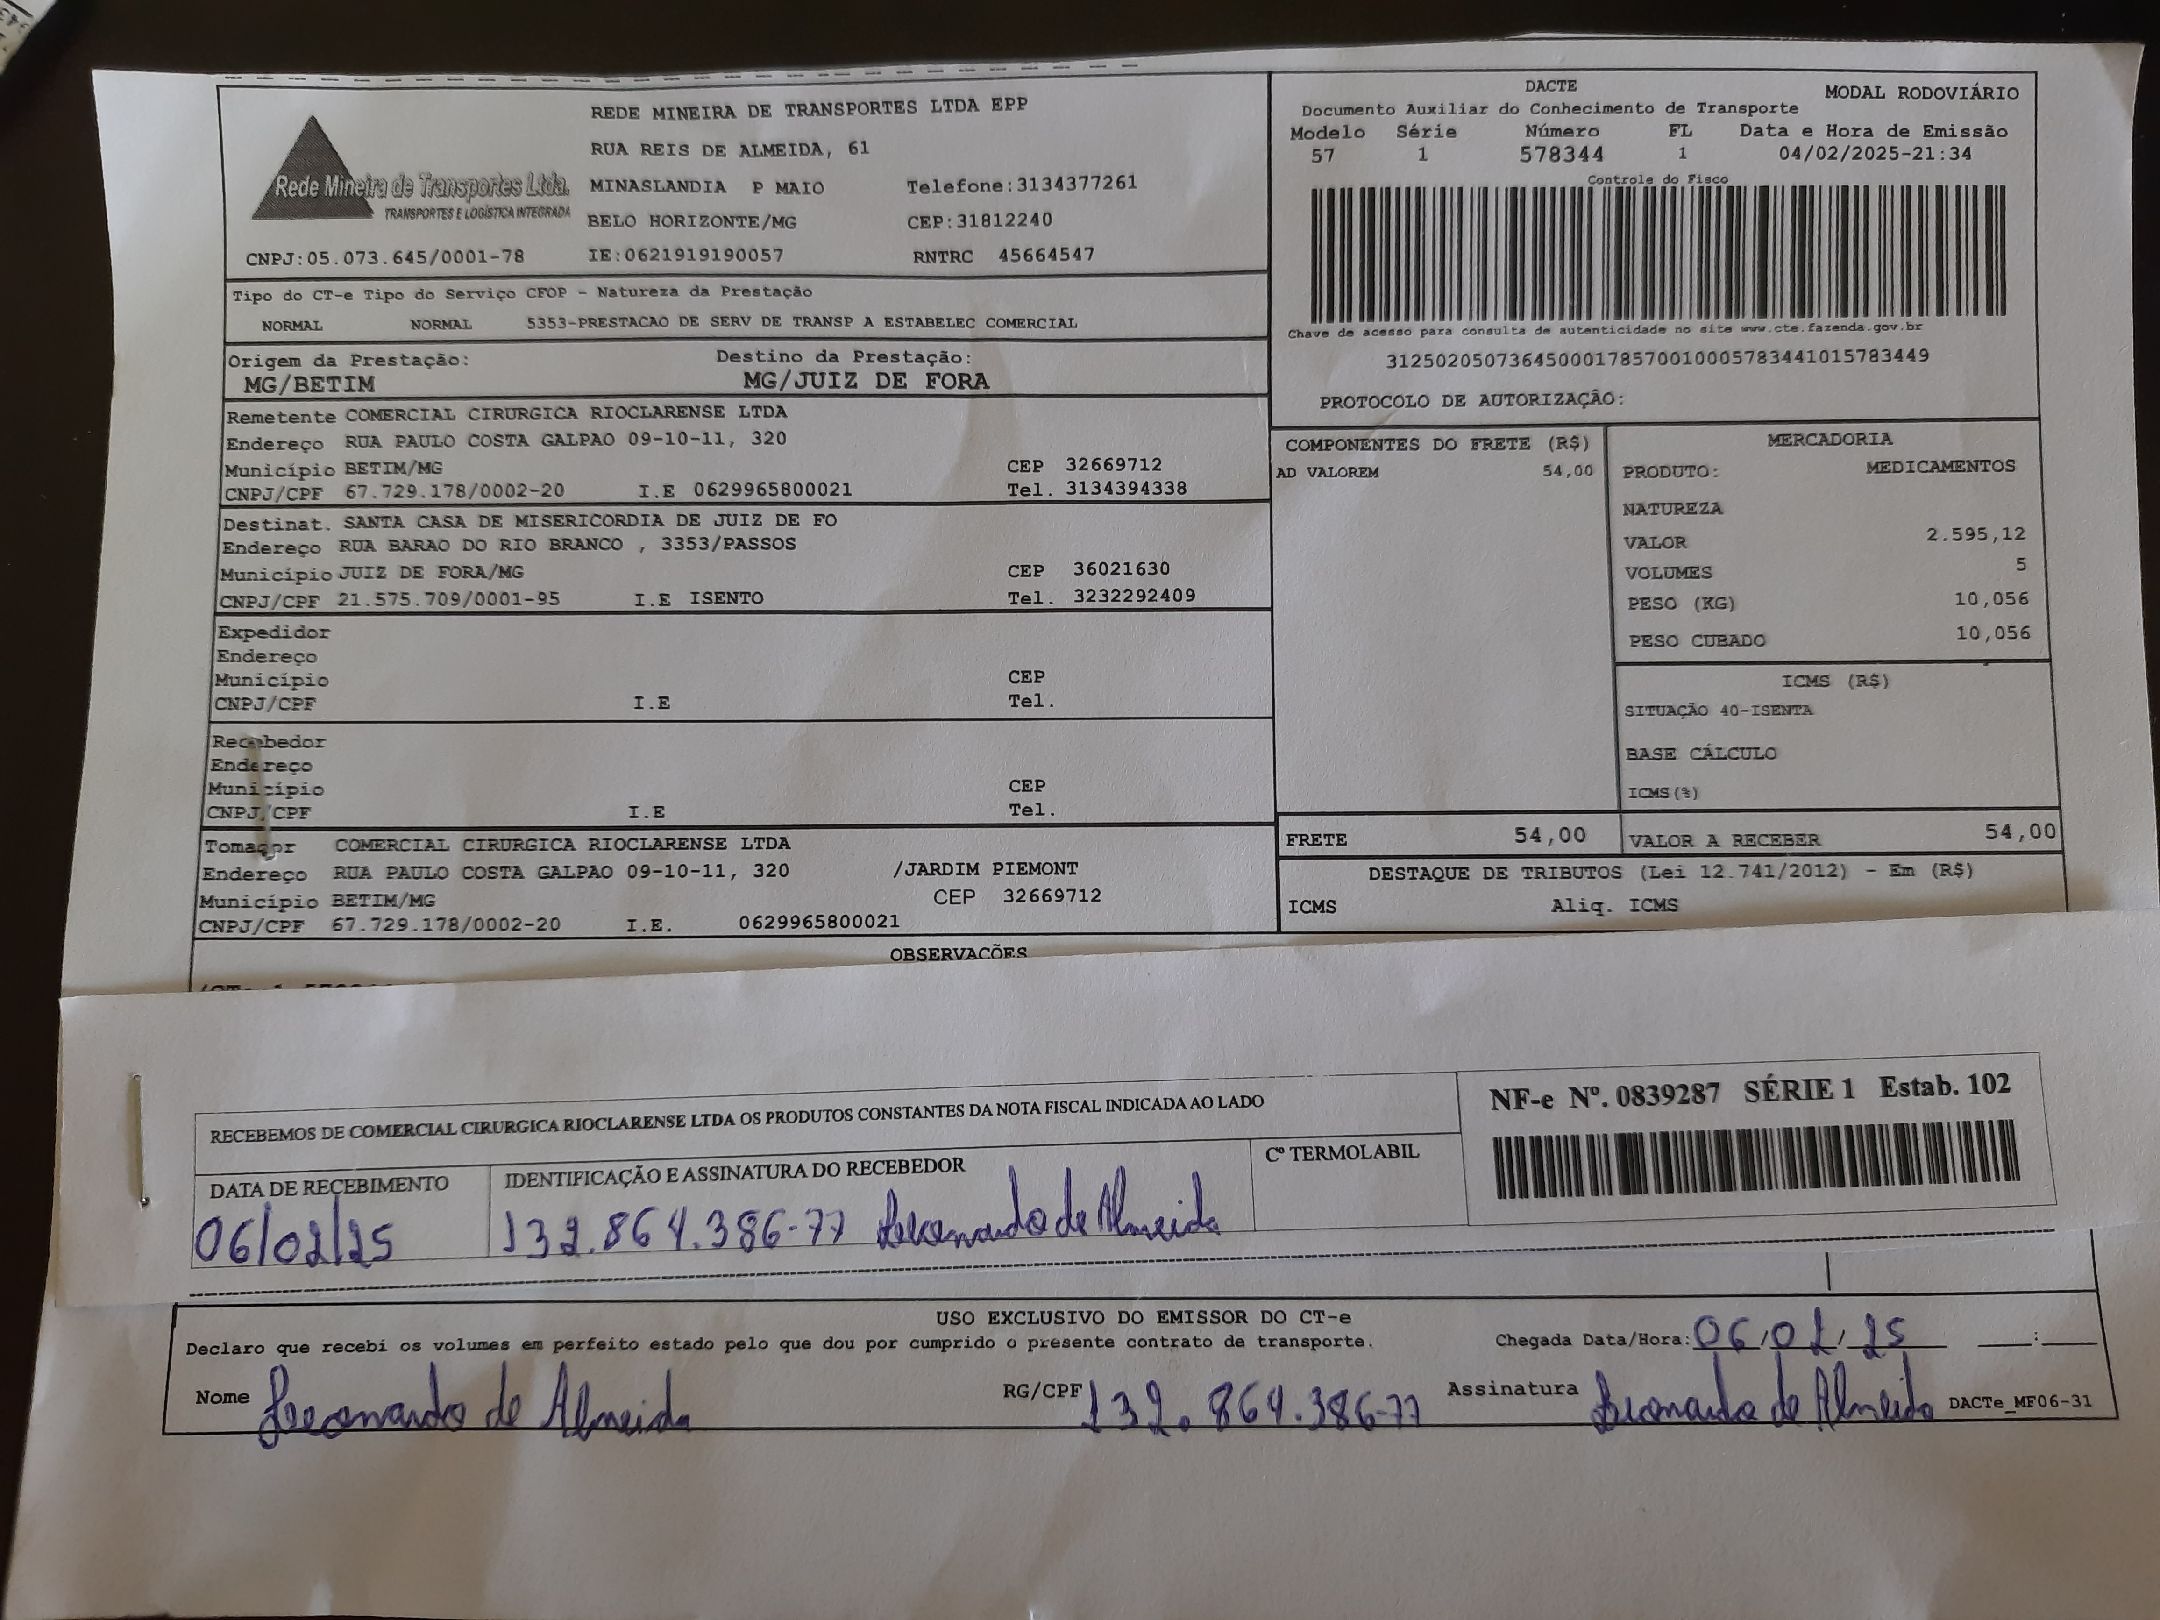 REDE MINEIRA DE TRANSPORTES LTDA EPP
RUA REIS DE ALMEIDA, 61
MINASLANDIA P MAIO Telefone:3134377261
BELO HORIZONTE/MG CEP:31812240
CNPJ:05.073.645/0001-78 IE:0621919190057 RNTRC 45664547
Rede Mineira de Transportes Ltda.
TRANSPORTES E LOGÍSTICA INTEGRADA
DACTE MODAL RODOVIÁRIO
Documento Auxiliar do Conhecimento de Transporte
Modelo Série Número FL Data e Hora de Emissão
57 1 578344 1 04/02/2025-21:34
Controle do Fisco
Chave de acesso para consulta de autenticidade no site www.cte.fazenda.gov.br
31250205073645000178570010005783441015783449
PROTOCOLO DE AUTORIZAÇÃO:
Tipo do CT-e Tipo do Serviço CFOP - Natureza da Prestação
NORMAL NORMAL 5353-PRESTACAO DE SERV DE TRANSP A ESTABELEC COMERCIAL
Origem da Prestação: Destino da Prestação:
MG/BETIM MG/JUIZ DE FORA
Remetente COMERCIAL CIRURGICA RIOCLARENSE LTDA
Endereço RUA PAULO COSTA GALPAO 09-10-11, 320
Município BETIM/MG CEP 32669712
CNPJ/CPF 67.729.178/0002-20 I.E 0629965800021 Tel. 3134394338
Destinat. SANTA CASA DE MISERICORDIA DE JUIZ DE FO
Endereço RUA BARAO DO RIO BRANCO , 3353/PASSOS
Município JUIZ DE FORA/MG CEP 36021630
CNPJ/CPF 21.575.709/0001-95 I.E ISENTO Tel. 3232292409
Expedidor
Endereço
Município CEP
CNPJ/CPF I.E Tel.
Recebedor
Endereço
Município CEP
CNPJ/CPF I.E Tel.
Tomador COMERCIAL CIRURGICA RIOCLARENSE LTDA
Endereço RUA PAULO COSTA GALPAO 09-10-11, 320 /JARDIM PIEMONT
Município BETIM/MG CEP 32669712
CNPJ/CPF 67.729.178/0002-20 I.E. 0629965800021
COMPONENTES DO FRETE (R$)
AD VALOREM 54,00
MERCADORIA
PRODUTO: MEDICAMENTOS
NATUREZA
VALOR 2.595,12
VOLUMES 5
PESO (KG) 10,056
PESO CUBADO 10,056
ICMS (R$)
SITUAÇÃO 40-ISENTA
BASE CÁLCULO
ICMS(%)
FRETE 54,00 VALOR A RECEBER 54,00
DESTAQUE DE TRIBUTOS (Lei 12.741/2012) - Em (R$)
ICMS Aliq. ICMS
OBSERVAÇÕES
RECEBEMOS DE COMERCIAL CIRURGICA RIOCLARENSE LTDA OS PRODUTOS CONSTANTES DA NOTA FISCAL INDICADA AO LADO
NF-e Nº. 0839287 SÉRIE 1 Estab. 102
DATA DE RECEBIMENTO IDENTIFICAÇÃO E ASSINATURA DO RECEBEDOR Cº TERMOLABIL
06/02/25 132.864.386-77 Leonardo de Almeida
USO EXCLUSIVO DO EMISSOR DO CT-e
Declaro que recebi os volumes em perfeito estado pelo que dou por cumprido o presente contrato de transporte. Chegada Data/Hora: 06/02/25 :
Nome Leonardo de Almeida RG/CPF 132.864.386-77 Assinatura Leonardo de Almeida DACTe_MF06-31